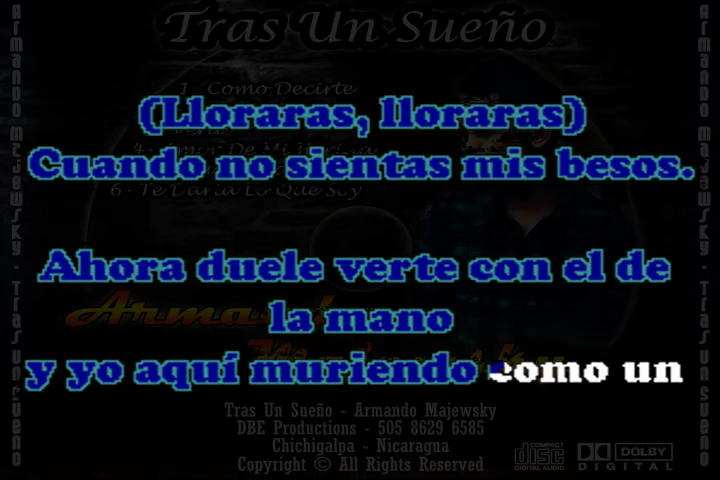 Tras Un Sueño
1 - Como Decirte
(Lloraras, lloraras)
Cuando no sientas mis besos.
6 - Te Daria Lo Que Soy
Ahora duele verte con el de
la mano
y yo aquí muriendo como un
Tras Un Sueño - Armando Majewsky
DBE Productions - 505 8629 6585
Chichigalpa ~ Nicaragua
Copyright © All Rights Reserved
COMPACT
disc
DIGITAL AUDIO
DOLBY
DIGITAL
Armando Majewsky - Tras un sueno
Armando Majewsky - Tras un sueno